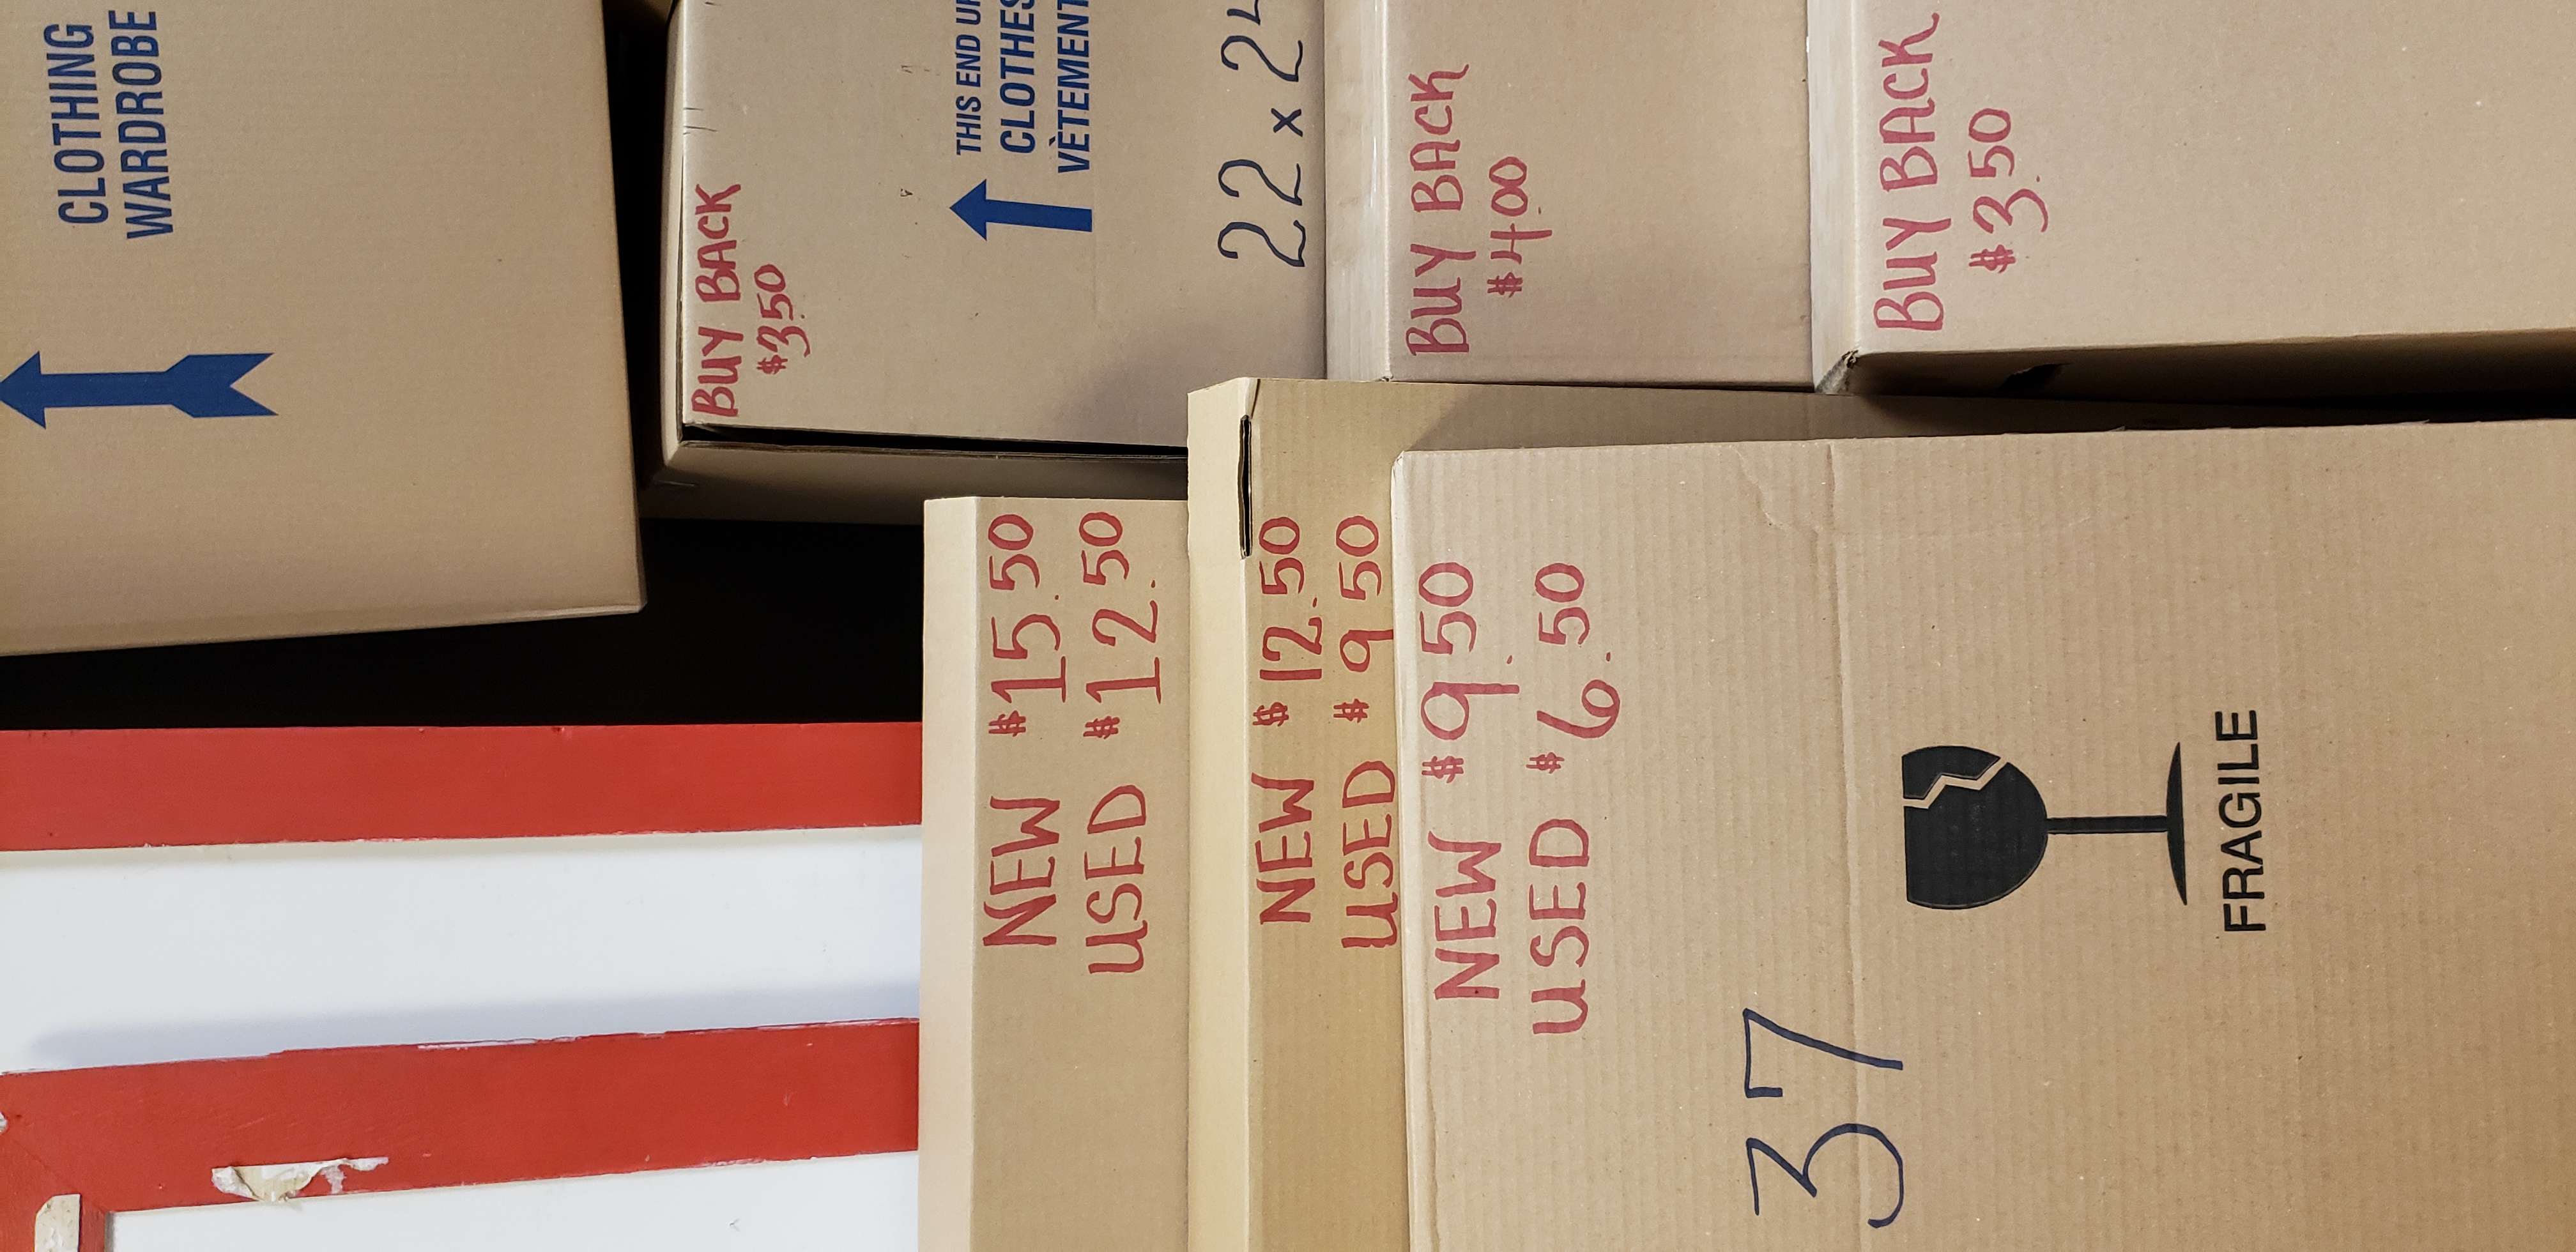 CLOTHING
WARDROBE
BUY BACK
$3.50
THIS END UP
CLOTHES
VÈTEMENT
22 x 24
BUY BACK
$4.00
BUY BACK
$3.50
NEW $15.50
USED $12.50
NEW $12.50
USED $9.50
NEW $9.50
USED $6.50
37
FRAGILE